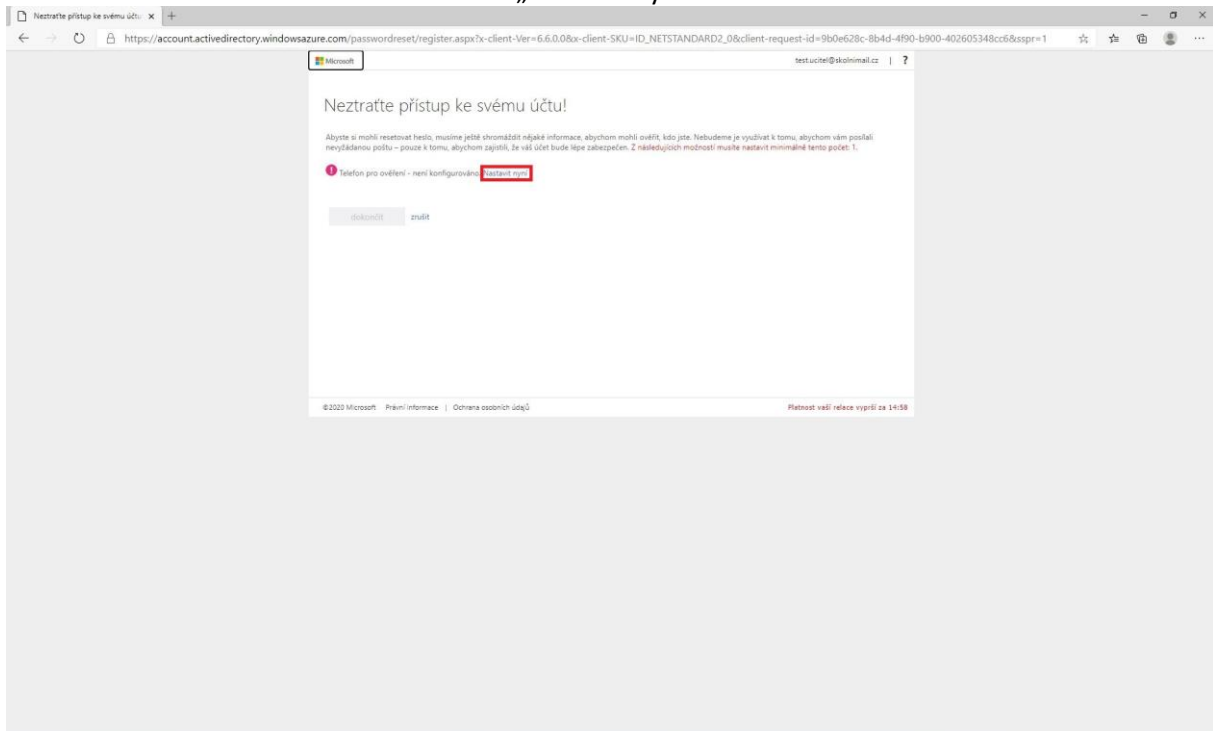 Neztraťte přístup ke svému účtu
https://account.activedirectory.windowsazure.com/passwordreset/register.aspx?x-client-Ver=6.6.0.0&x-client-SKU=ID_NETSTANDARD2_0&client-request-id=9b0e628c-8b4d-4f90-b900-402605348cc6&sspr=1
Microsoft
test.ucitel@skolnimail.cz | ?
Neztraťte přístup ke svému účtu!
Abyste si mohli resetovat heslo, musíme ještě shromáždit nějaké informace, abychom mohli ověřit, kdo jste. Nebudeme je využívat k tomu, abychom vám posílali
nevyžádanou poštu – pouze k tomu, abychom zajistili, že váš účet bude lépe zabezpečen. Z následujících možností musíte nastavit minimálně tento počet: 1.
Telefon pro ověření - není konfigurováno. Nastavit nyní
dokončit zrušit
©2020 Microsoft Právní informace | Ochrana osobních údajů
Platnost vaší relace vyprší za 14:58